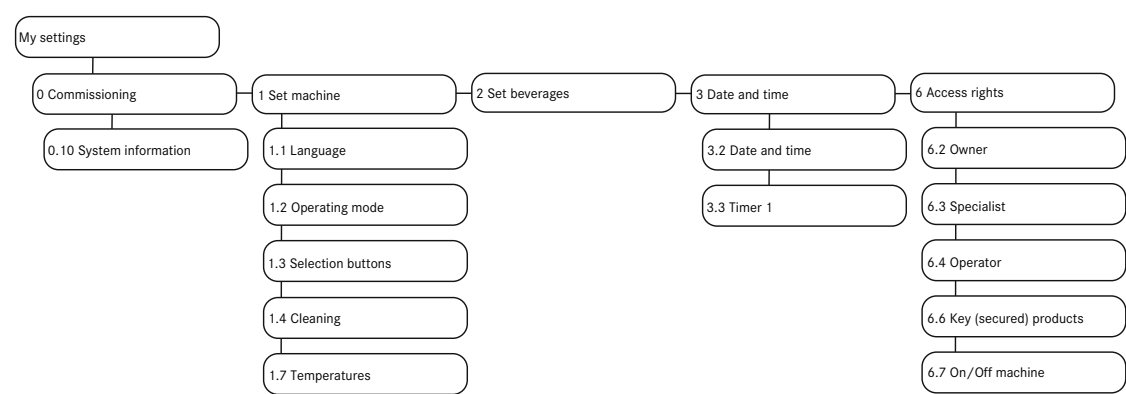 My settings
0 Commissioning
1 Set machine
2 Set beverages
3 Date and time
6 Access rights
0.10 System information
1.1 Language
1.2 Operating mode
1.3 Selection buttons
1.4 Cleaning
1.7 Temperatures
3.2 Date and time
3.3 Timer 1
6.2 Owner
6.3 Specialist
6.4 Operator
6.6 Key (secured) products
6.7 On/Off machine